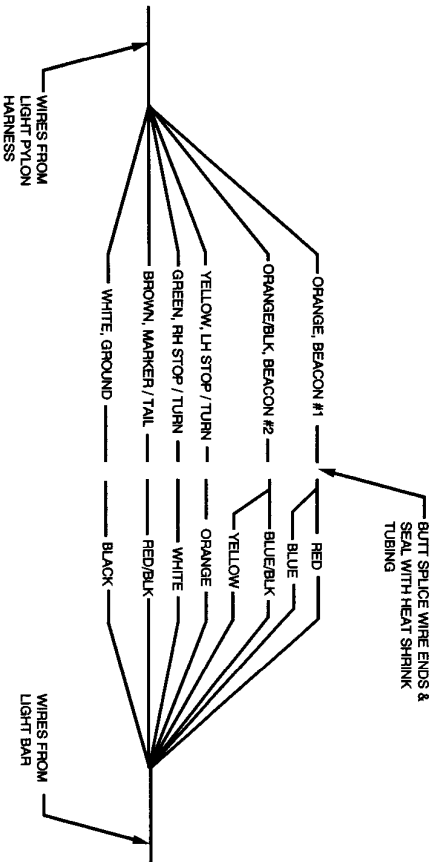 BUTT SPLICE WIRE ENDS &
SEAL WITH HEAT SHRINK
TUBING
ORANGE, BEACON #1
RED
BLUE
ORANGE/BLK, BEACON #2
BLUE/BLK
YELLOW
YELLOW, LH STOP / TURN
ORANGE
GREEN, RH STOP / TURN
WHITE
BROWN, MARKER / TAIL
RED/BLK
WHITE, GROUND
BLACK
WIRES FROM
LIGHT PYLON
HARNESS
WIRES FROM
LIGHT BAR